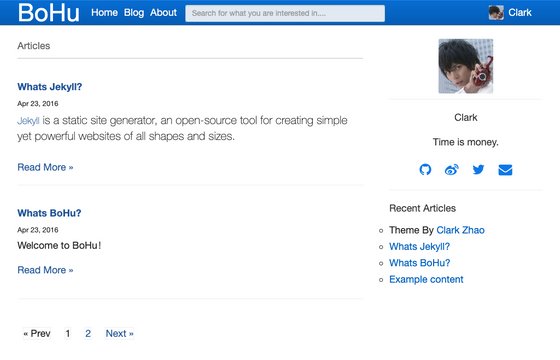 BoHu Home Blog About Search for what you are interested in.... Clark
Articles
Whats Jekyll?
Apr 23, 2016
Jekyll is a static site generator, an open-source tool for creating simple
yet powerful websites of all shapes and sizes.
Read More »
Whats BoHu?
Apr 23, 2016
Welcome to BoHu!
Read More »
« Prev 1 2 Next »
Clark
Time is money.
Recent Articles
Theme By Clark Zhao
Whats Jekyll?
Whats BoHu?
Example content